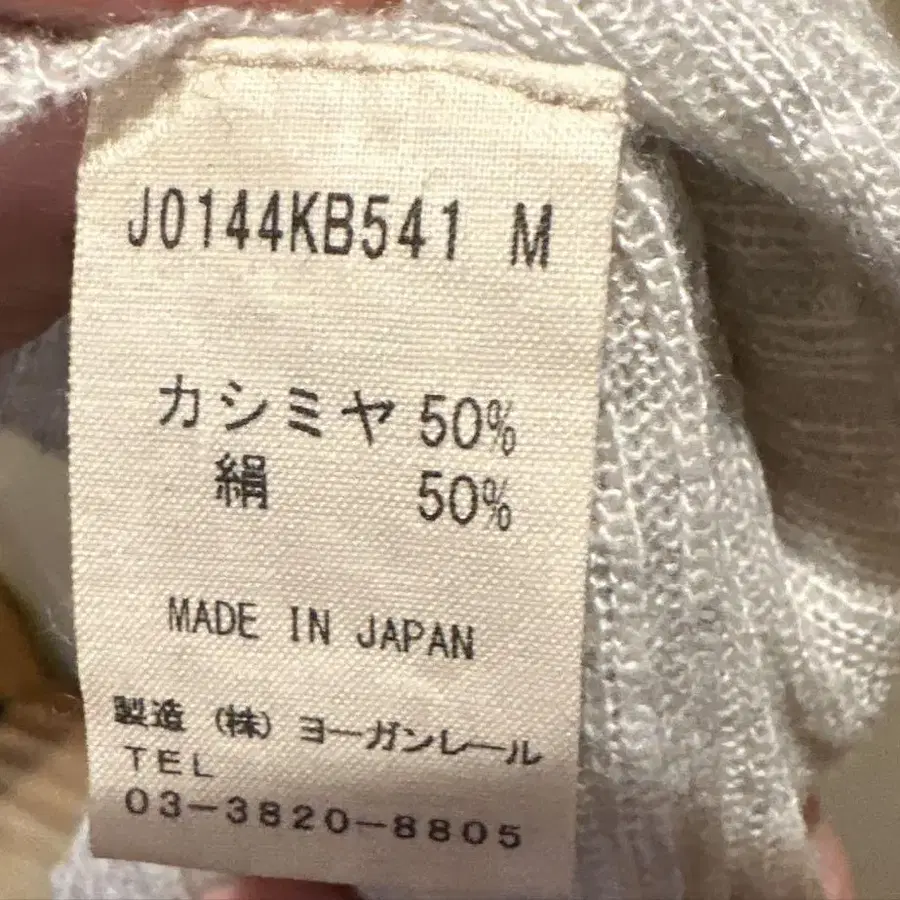 J0144KB541 M
カシミヤ 50%
絹 50%
MADE IN JAPAN
製造 (株) ヨーガンレール
TEL
03-3820-8805